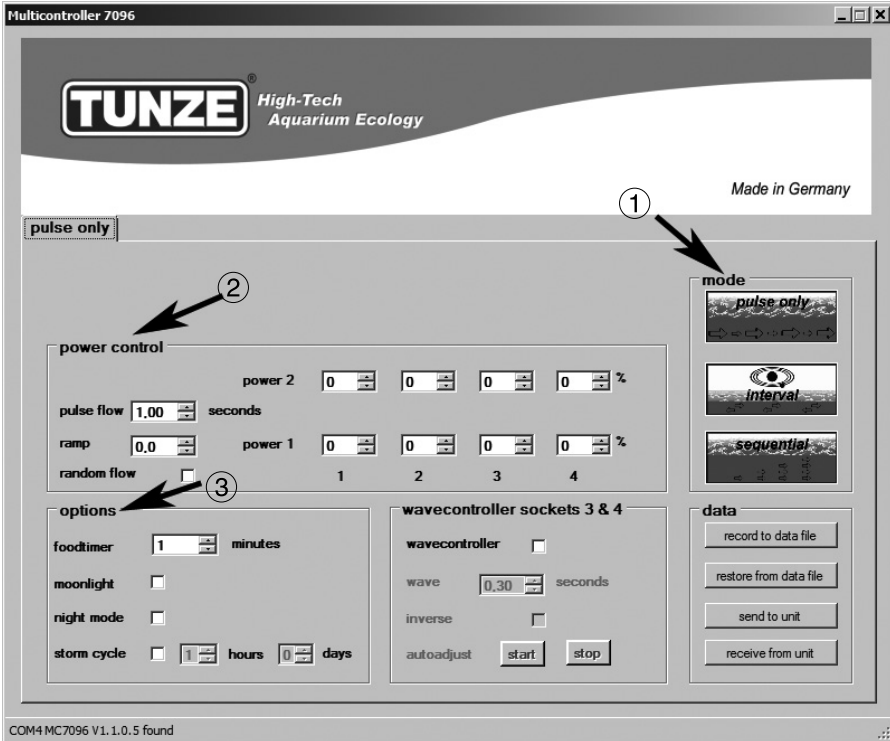 Multicontroller 7096
TUNZE®
High-Tech
Aquarium Ecology
Made in Germany
1
pulse only
2
mode
pulse only
interval
sequential
power control
power 2 0 0 0 0 %
pulse flow 1,00 seconds
ramp 0,0 power 1 0 0 0 0 %
random flow 1 2 3 4
3
options
foodtimer 1 minutes
moonlight
night mode
storm cycle 1 hours 0 days
wavecontroller sockets 3 & 4
wavecontroller
wave 0,30 seconds
inverse
autoadjust start stop
data
record to data file
restore from data file
send to unit
receive from unit
COM4 MC7096 V1.1.0.5 found